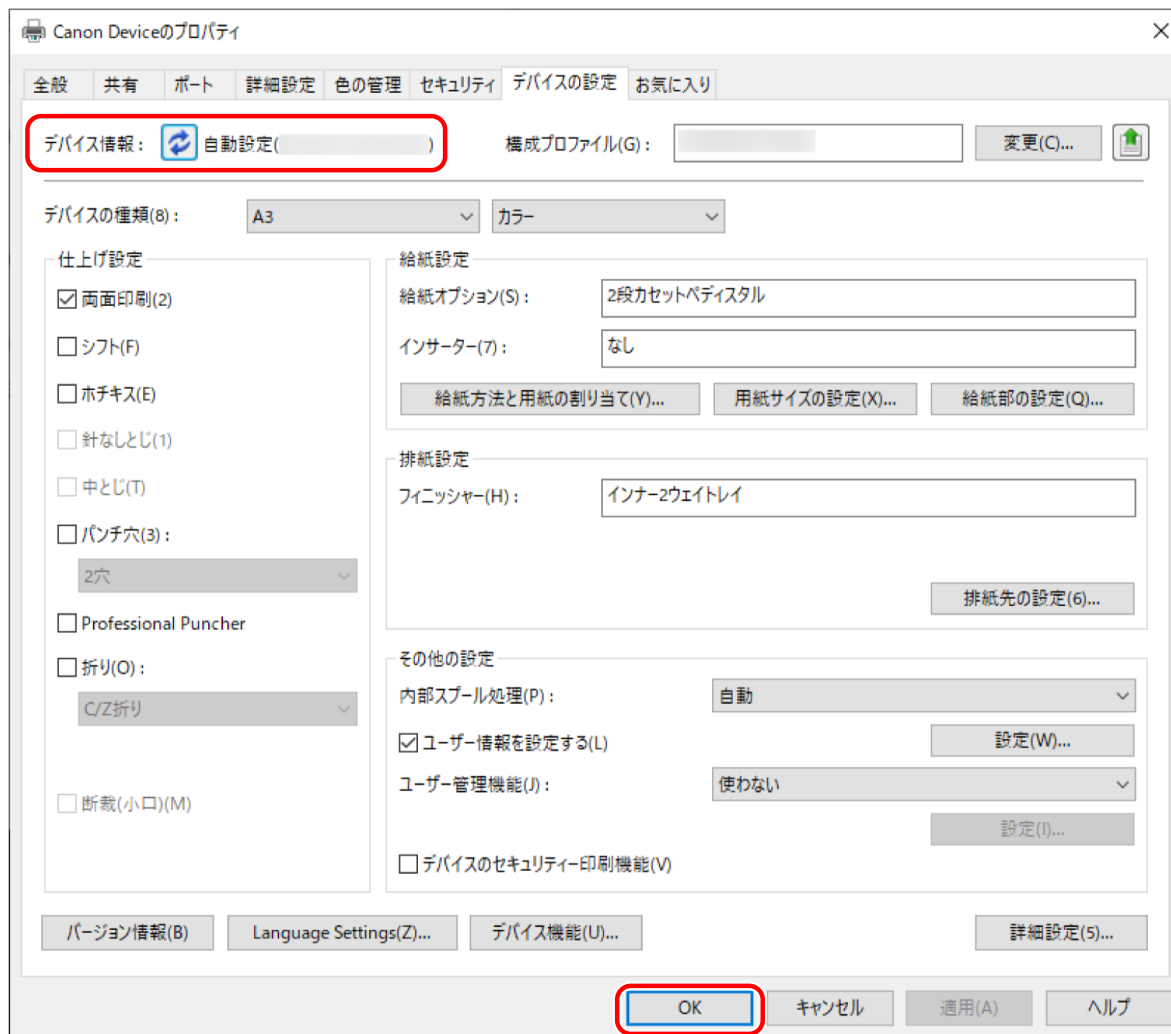 Canon Deviceのプロパティ
全般 共有 ポート 詳細設定 色の管理 セキュリティ デバイスの設定 お気に入り
デバイス情報: 自動設定( ) 構成プロファイル(G): 変更(C)...
デバイスの種類(8): A3 カラー
仕上げ設定
両面印刷(2)
シフト(F)
ホチキス(E)
針なしとじ(1)
中とじ(T)
パンチ穴(3):
2穴
Professional Puncher
折り(O):
C/Z折り
断裁(小口)(M)
給紙設定
給紙オプション(S): 2段カセットペディスタル
インサーター(7): なし
給紙方法と用紙の割り当て(Y)... 用紙サイズの設定(X)... 給紙部の設定(Q)...
排紙設定
フィニッシャー(H): インナー2ウェイトレイ
排紙先の設定(6)...
その他の設定
内部スプール処理(P): 自動
ユーザー情報を設定する(L) 設定(W)...
ユーザー管理機能(J): 使わない
設定(I)...
デバイスのセキュリティー印刷機能(V)
バージョン情報(B) Language Settings(Z)... デバイス機能(U)... 詳細設定(5)...
OK キャンセル 適用(A) ヘルプ